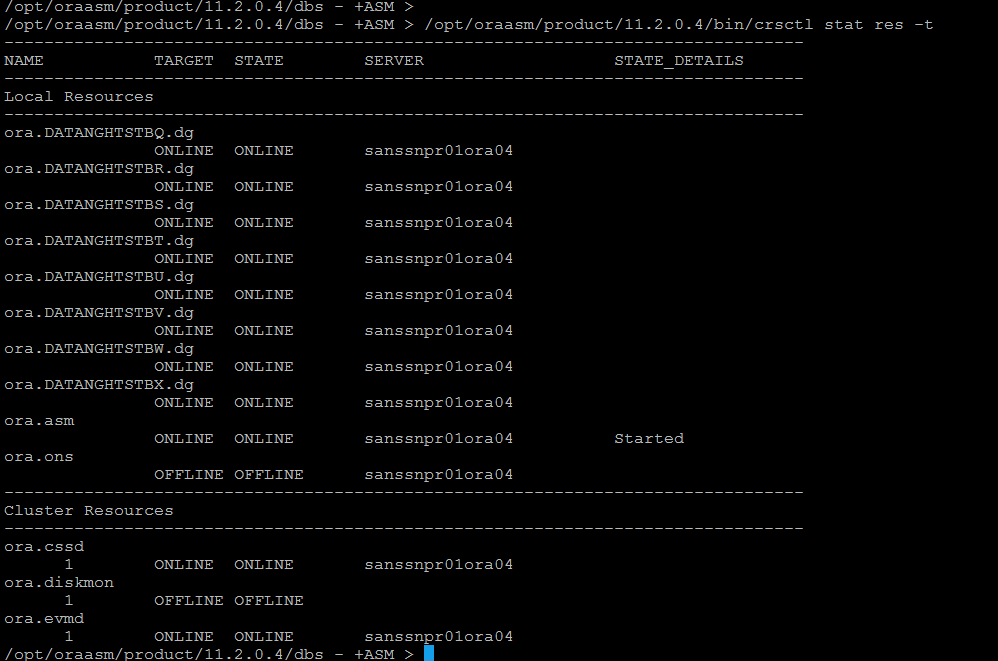 /opt/oraasm/product/11.2.0.4/dbs - +ASM >
/opt/oraasm/product/11.2.0.4/dbs - +ASM > /opt/oraasm/product/11.2.0.4/bin/crsctl stat res -t
--------------------------------------------------------------------------------
NAME           TARGET  STATE        SERVER                   STATE_DETAILS
--------------------------------------------------------------------------------
Local Resources
--------------------------------------------------------------------------------
ora.DATANGHTSTBQ.dg
               ONLINE  ONLINE       sanssnpr01ora04
ora.DATANGHTSTBR.dg
               ONLINE  ONLINE       sanssnpr01ora04
ora.DATANGHTSTBS.dg
               ONLINE  ONLINE       sanssnpr01ora04
ora.DATANGHTSTBT.dg
               ONLINE  ONLINE       sanssnpr01ora04
ora.DATANGHTSTBU.dg
               ONLINE  ONLINE       sanssnpr01ora04
ora.DATANGHTSTBV.dg
               ONLINE  ONLINE       sanssnpr01ora04
ora.DATANGHTSTBW.dg
               ONLINE  ONLINE       sanssnpr01ora04
ora.DATANGHTSTBX.dg
               ONLINE  ONLINE       sanssnpr01ora04
ora.asm
               ONLINE  ONLINE       sanssnpr01ora04          Started
ora.ons
               OFFLINE OFFLINE      sanssnpr01ora04
--------------------------------------------------------------------------------
Cluster Resources
--------------------------------------------------------------------------------
ora.cssd
      1        ONLINE  ONLINE       sanssnpr01ora04
ora.diskmon
      1        OFFLINE OFFLINE
ora.evmd
      1        ONLINE  ONLINE       sanssnpr01ora04
/opt/oraasm/product/11.2.0.4/dbs - +ASM >